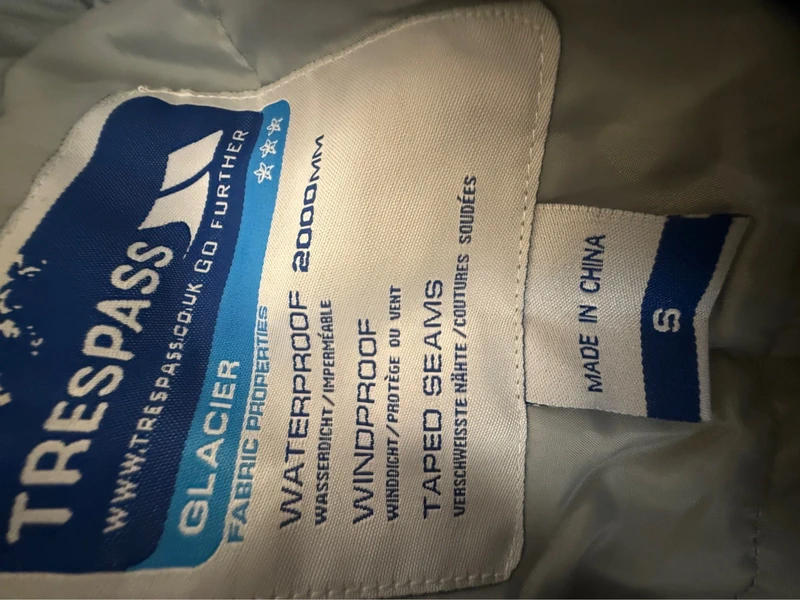 TRESPASS
WWW.TRESPASS.CO.UK GO FURTHER
GLACIER
FABRIC PROPERTIES
WATERPROOF 2000MM
WASSERDICHT/IMPERMÉABLE
WINDPROOF
WINDDICHT/PROTÈGE DU VENT
TAPED SEAMS
VERSCHWEISSTE NÄHTE/COUTURES SOUDÉES
MADE IN CHINA
S